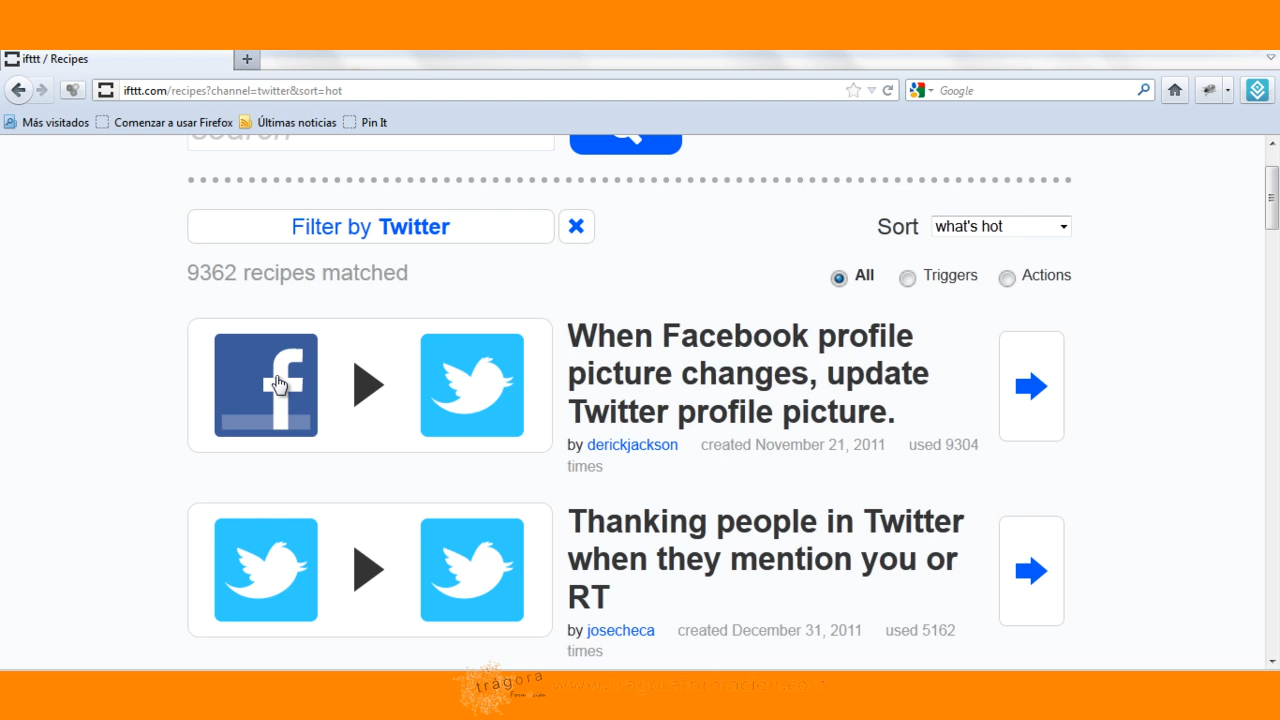 ifttt / Recipes
ifttt.com/recipes?channel=twitter&sort=hot
Google
Más visitados
Comenzar a usar Firefox
Últimas noticias
Pin It
search
Filter by Twitter
Sort
what's hot
9362 recipes matched
All
Triggers
Actions
When Facebook profile
picture changes, update
Twitter profile picture.
by derickjackson created November 21, 2011 used 9304
times
Thanking people in Twitter
when they mention you or
RT
by josecheca created December 31, 2011 used 5162
times
trágora